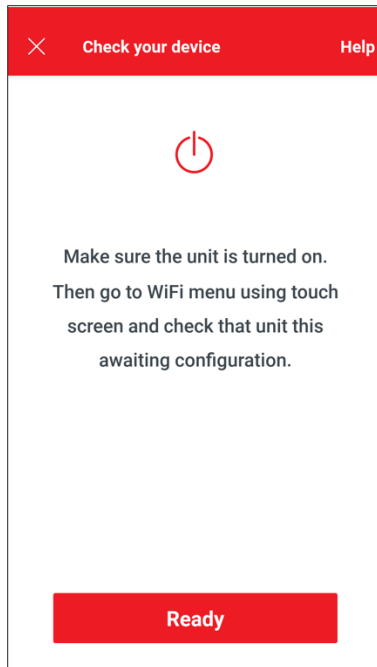 Check your device
Help
Make sure the unit is turned on.
Then go to WiFi menu using touch
screen and check that unit this
awaiting configuration.
Ready